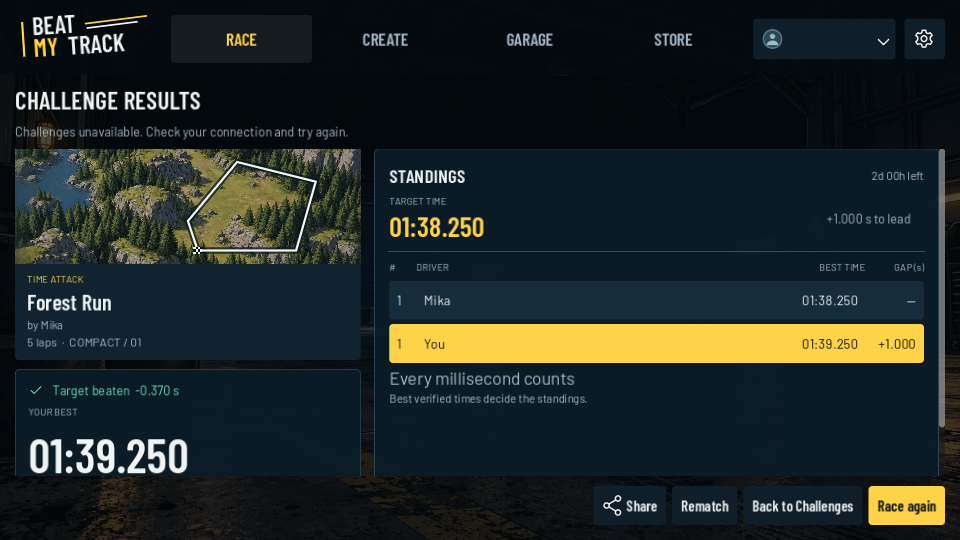 BEAT
MY TRACK
RACE
CREATE
GARAGE
STORE
CHALLENGE RESULTS
Challenges unavailable. Check your connection and try again.
TIME ATTACK
Forest Run
by Mika
5 laps · COMPACT / 01
Target beaten -0.370 s
YOUR BEST
01:39.250
STANDINGS
2d 00h left
TARGET TIME
01:38.250
+1.000 s to lead
# DRIVER BEST TIME GAP(s)
1 Mika 01:38.250 —
1 You 01:39.250 +1.000
Every millisecond counts
Best verified times decide the standings.
Share
Rematch
Back to Challenges
Race again